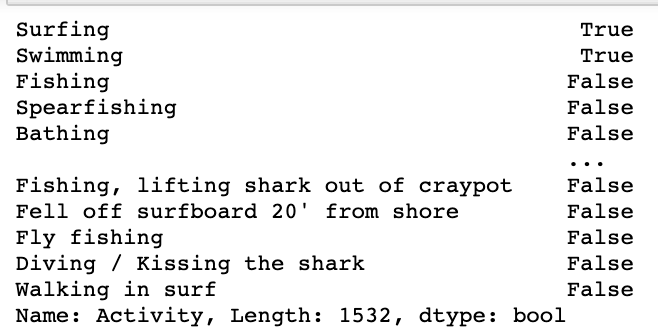 Surfing True
Swimming True
Fishing False
Spearfishing False
Bathing False
...
Fishing, lifting shark out of craypot False
Fell off surfboard 20' from shore False
Fly fishing False
Diving / Kissing the shark False
Walking in surf False
Name: Activity, Length: 1532, dtype: bool